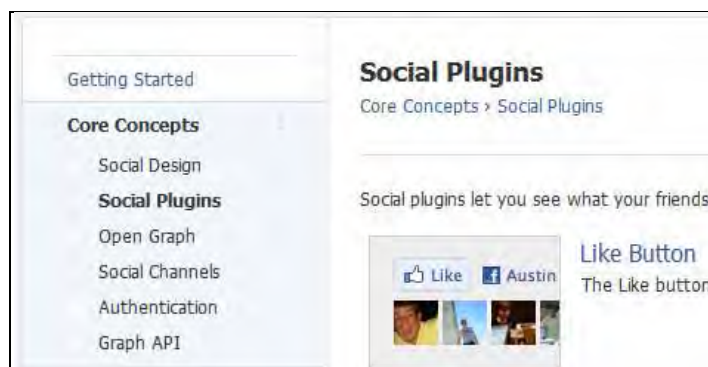 Getting Started
Core Concepts
Social Design
Social Plugins
Open Graph
Social Channels
Authentication
Graph API
Social Plugins
Core Concepts › Social Plugins
Social plugins let you see what your friends
Like Austin
Like Button
The Like button